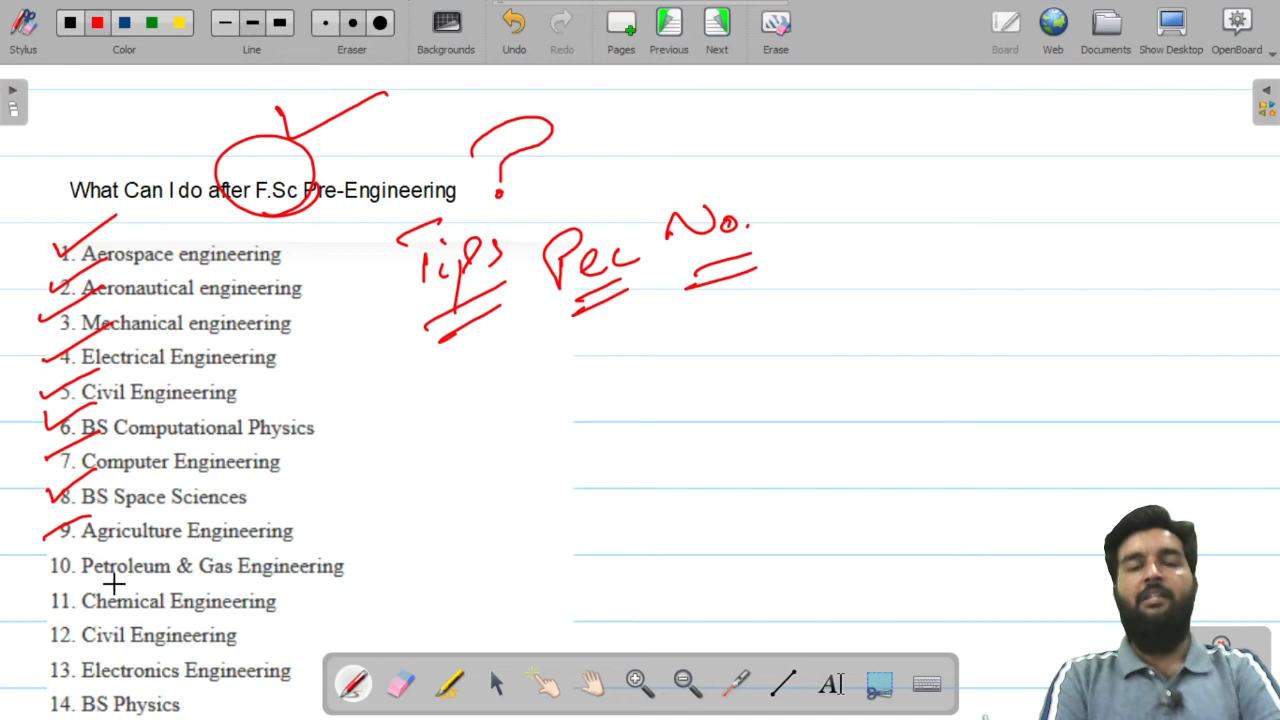 Stylus Color Line Eraser Backgrounds Undo Redo Pages Previous Next Erase Board Web Documents Show Desktop OpenBoard
?
What Can I do after F.Sc Pre-Engineering
Tips Pec No.
1. Aerospace engineering
2. Aeronautical engineering
3. Mechanical engineering
4. Electrical Engineering
5. Civil Engineering
6. BS Computational Physics
7. Computer Engineering
8. BS Space Sciences
9. Agriculture Engineering
10. Petroleum & Gas Engineering
11. Chemical Engineering
12. Civil Engineering
13. Electronics Engineering
14. BS Physics